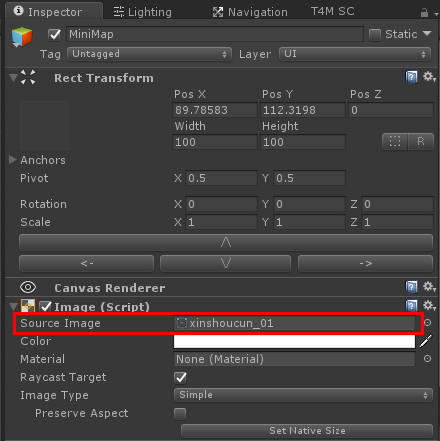 Inspector Lighting Navigation T4M SC
MiniMap Static
Tag Untagged Layer UI
Rect Transform
Pos X Pos Y Pos Z
89.78583 112.3198 0
Width Height
100 100
R
Anchors
Pivot X 0.5 Y 0.5
Rotation X 0 Y 0 Z 0
Scale X 1 Y 1 Z 1
<- -> 
Canvas Renderer
Image (Script)
Source Image xinshoucun_01
Color
Material None (Material)
Raycast Target
Image Type Simple
Preserve Aspect
Set Native Size